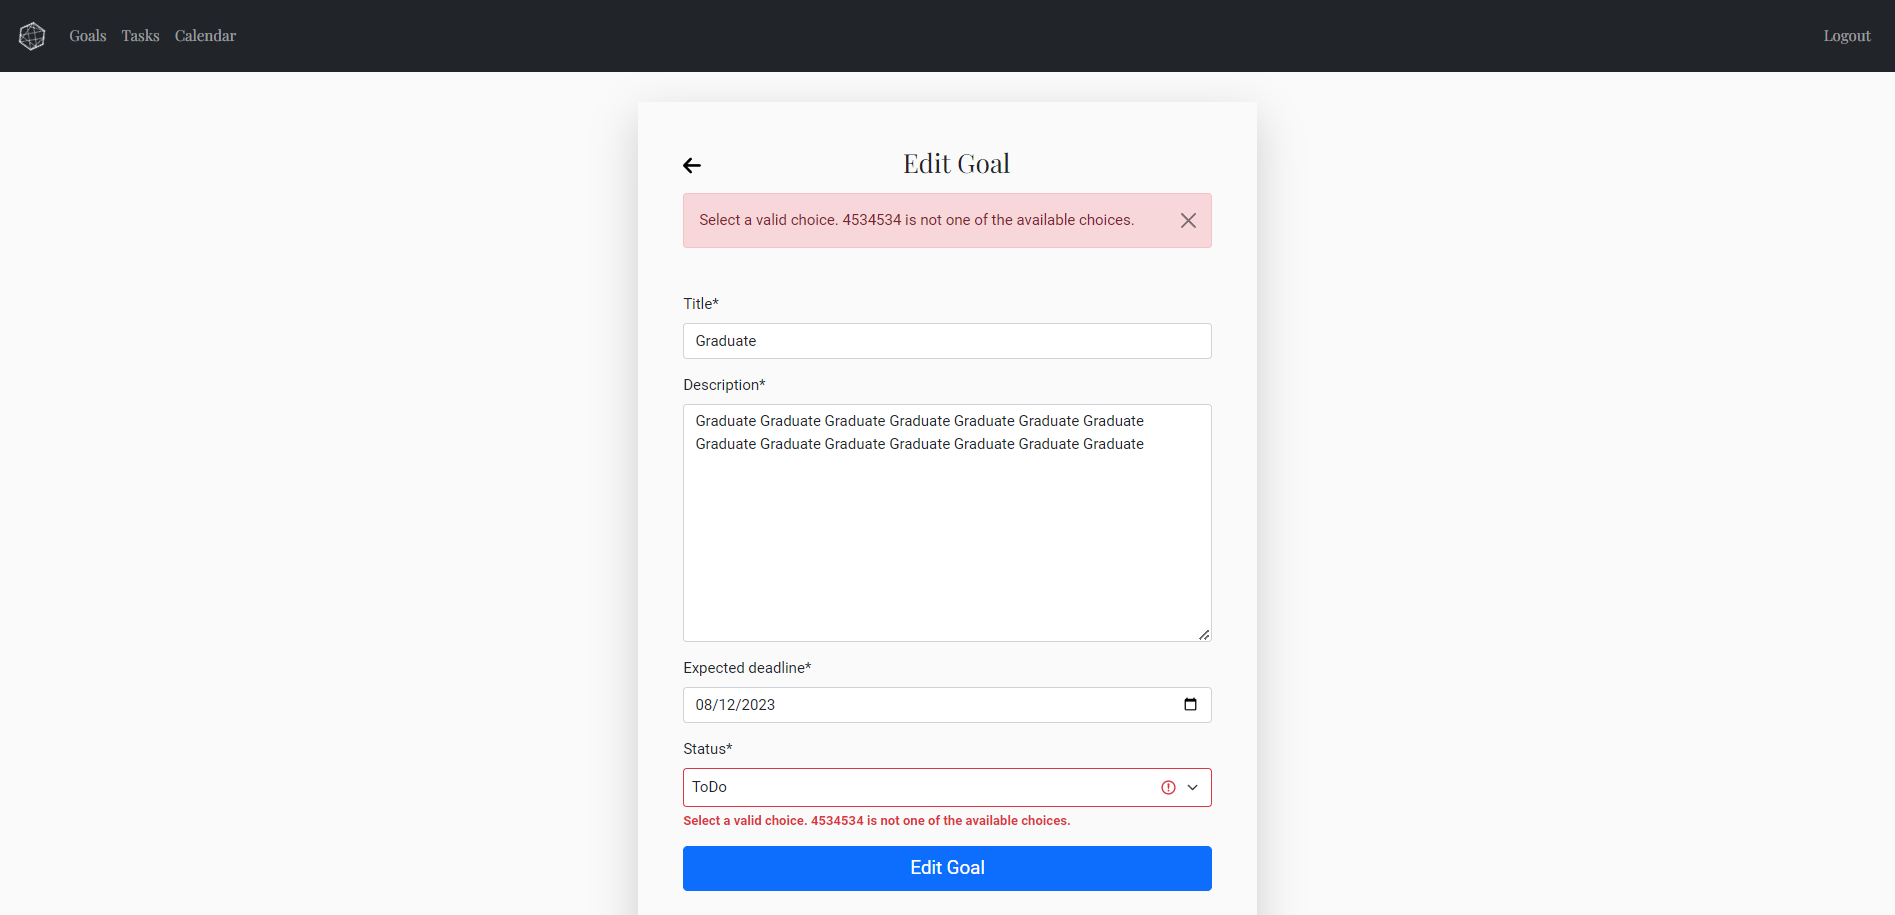 Goals Tasks Calendar Logout
Edit Goal
Select a valid choice. 4534534 is not one of the available choices.
Title*
Graduate
Description*
Graduate Graduate Graduate Graduate Graduate Graduate Graduate
Graduate Graduate Graduate Graduate Graduate Graduate Graduate
Expected deadline*
08/12/2023
Status*
ToDo
Select a valid choice. 4534534 is not one of the available choices.
Edit Goal